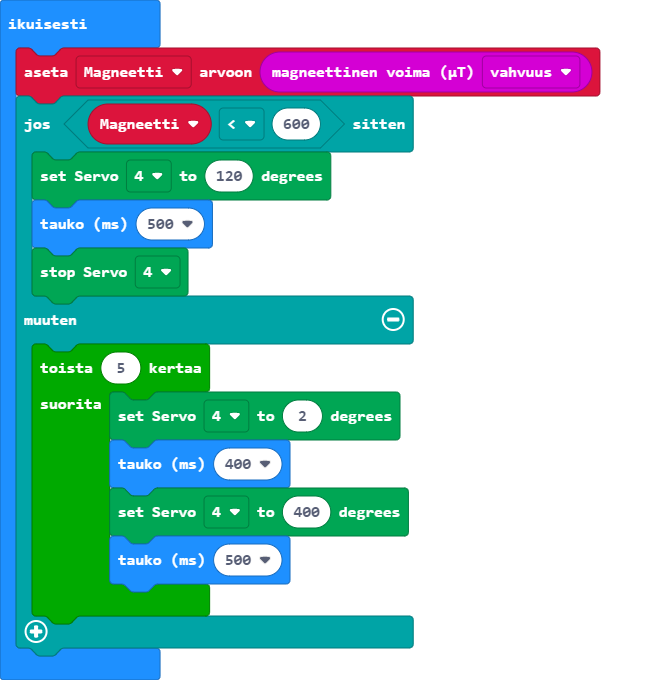 ikuisesti
aseta Magneetti arvoon magneettinen voima (µT) vahvuus
jos Magneetti < 600 sitten
set Servo 4 to 120 degrees
tauko (ms) 500
stop Servo 4
muuten
toista 5 kertaa
suorita
set Servo 4 to 2 degrees
tauko (ms) 400
set Servo 4 to 400 degrees
tauko (ms) 500